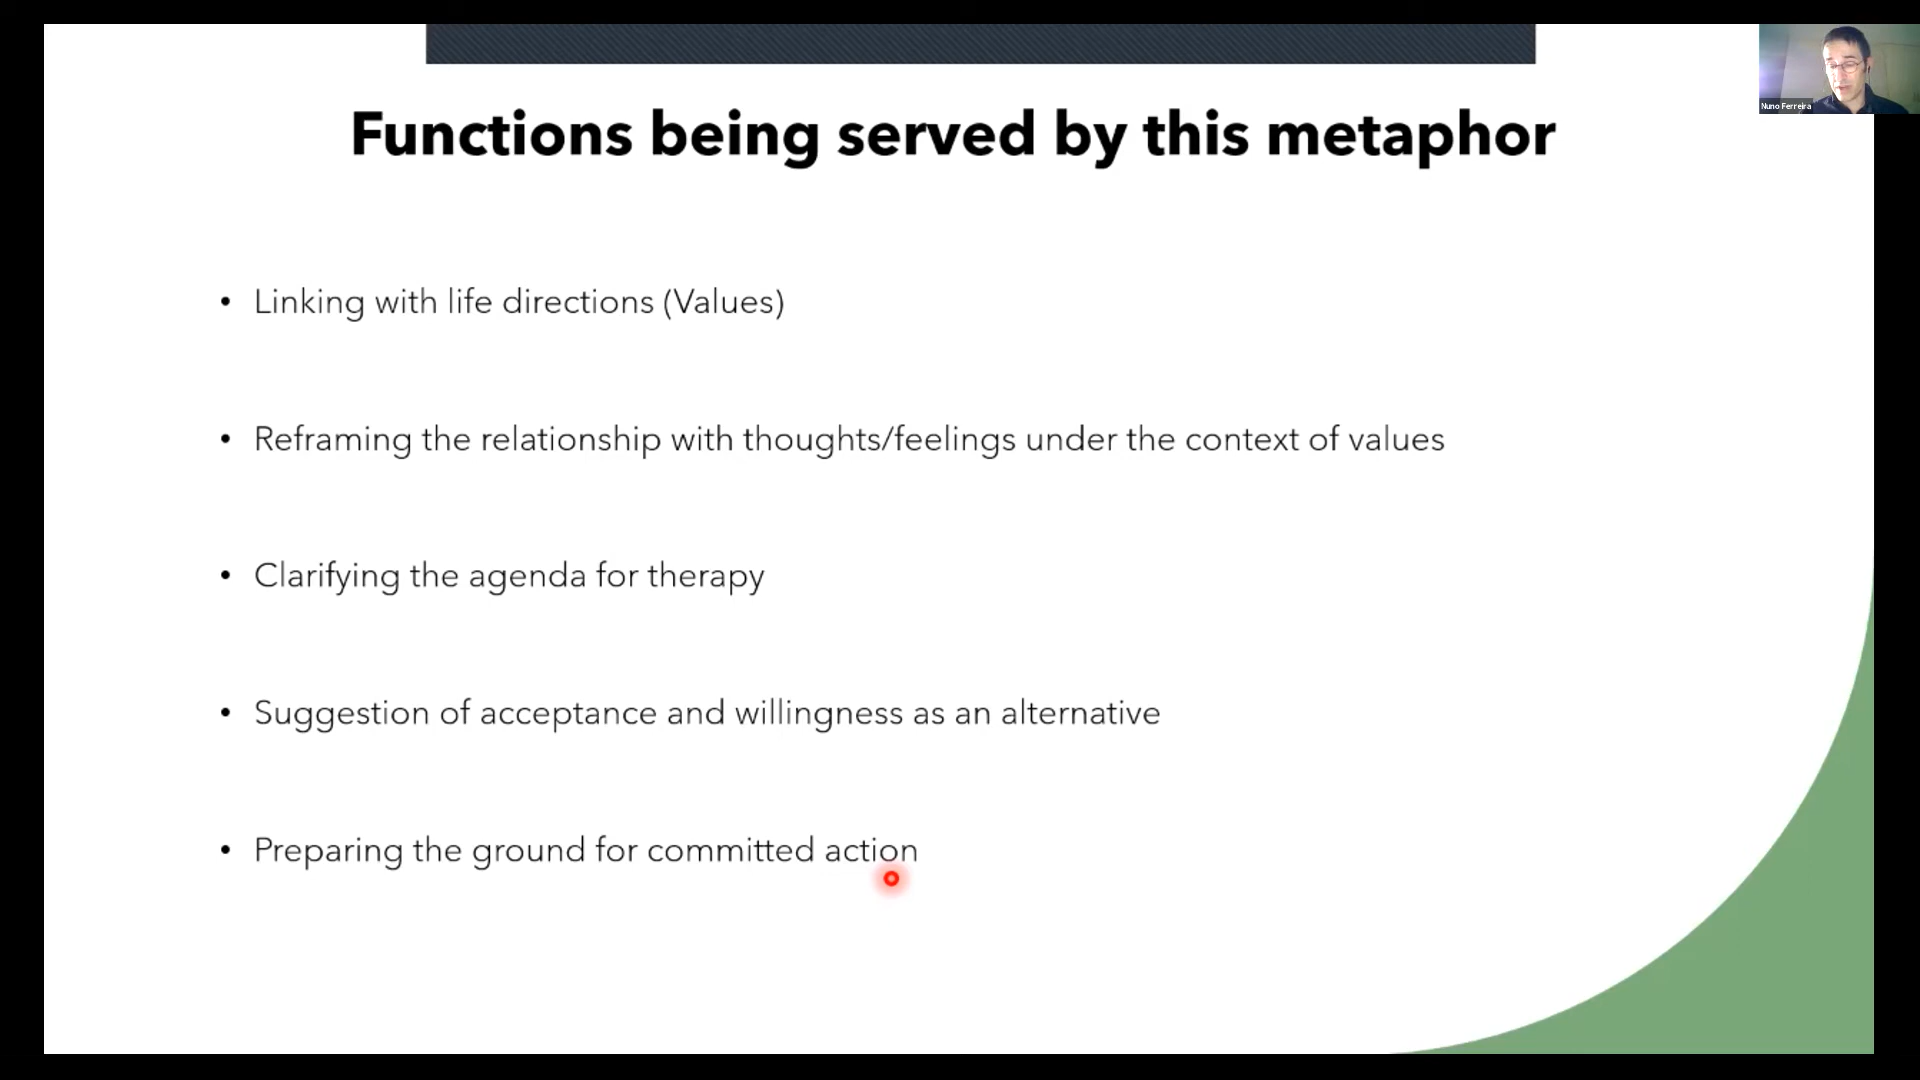 Functions being served by this metaphor
Nuno Ferreira
• Linking with life directions (Values)
• Reframing the relationship with thoughts/feelings under the context of values
• Clarifying the agenda for therapy
• Suggestion of acceptance and willingness as an alternative
• Preparing the ground for committed action